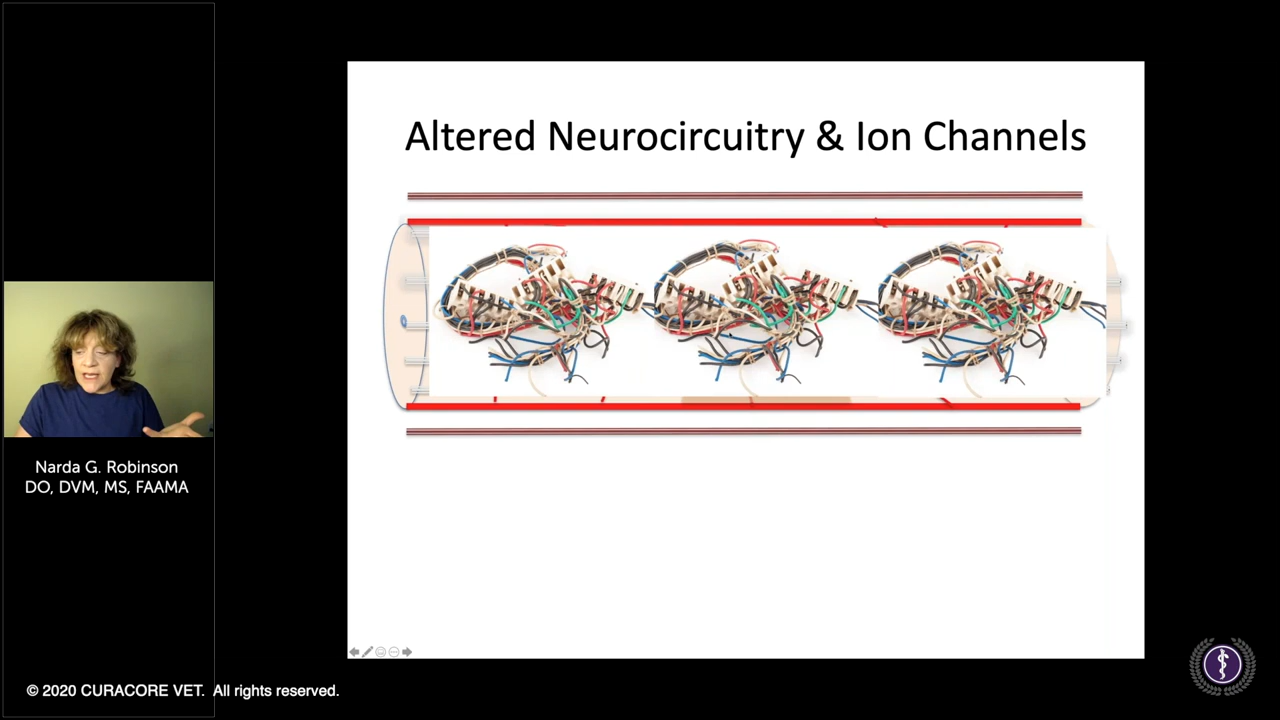 Altered Neurocircuitry & Ion Channels
Narda G. Robinson
DO, DVM, MS, FAAMA
© 2020 CURACORE VET. All rights reserved.